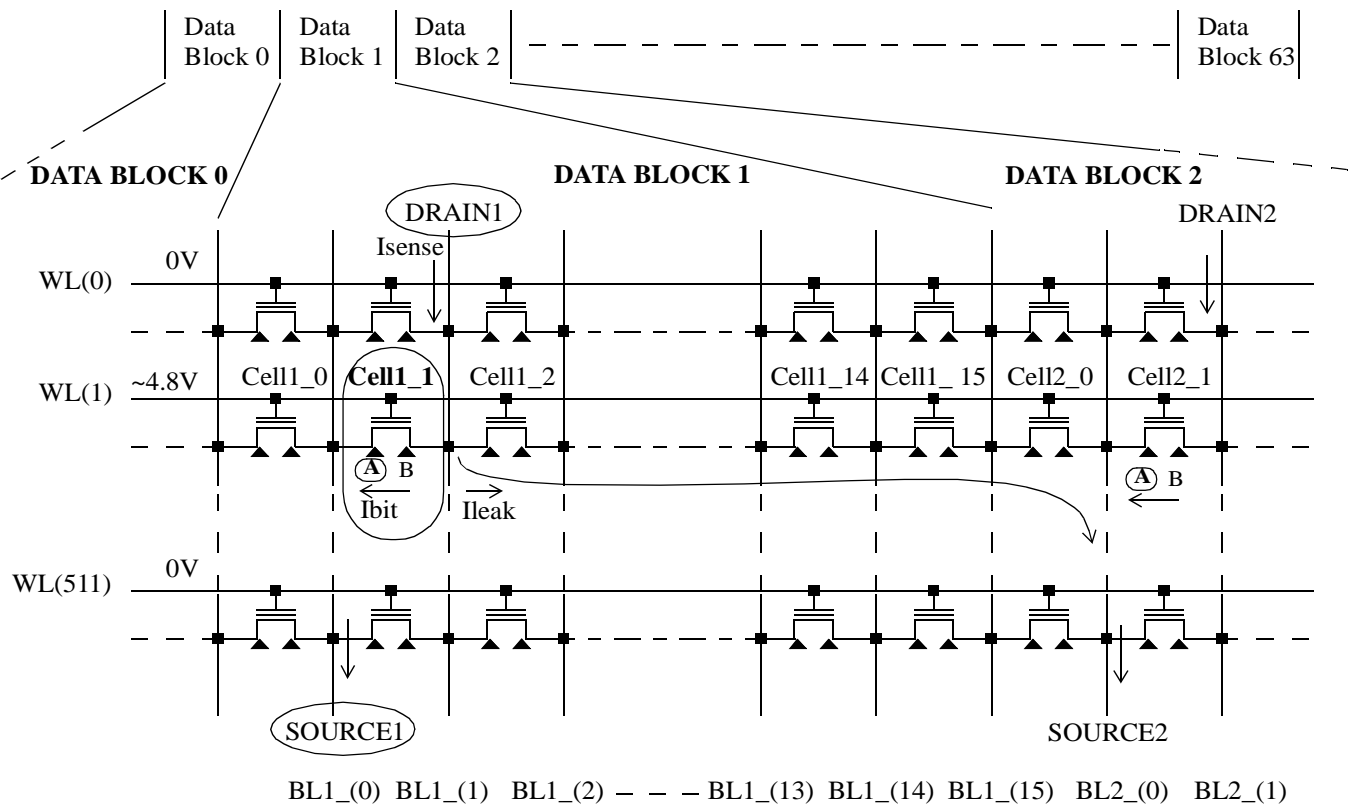 Data Block 0
Data Block 1
Data Block 2
Data Block 63
DATA BLOCK 0
DATA BLOCK 1
DATA BLOCK 2
DRAIN1
DRAIN2
Isense
0V
WL(0)
~4.8V
WL(1)
Cell1_0
Cell1_1
Cell1_2
Cell1_14
Cell1_ 15
Cell2_0
Cell2_1
A B
Ibit
Ileak
A B
0V
WL(511)
SOURCE1
SOURCE2
BL1_(0) BL1_(1) BL1_(2) BL1_(13) BL1_(14) BL1_(15) BL2_(0) BL2_(1)